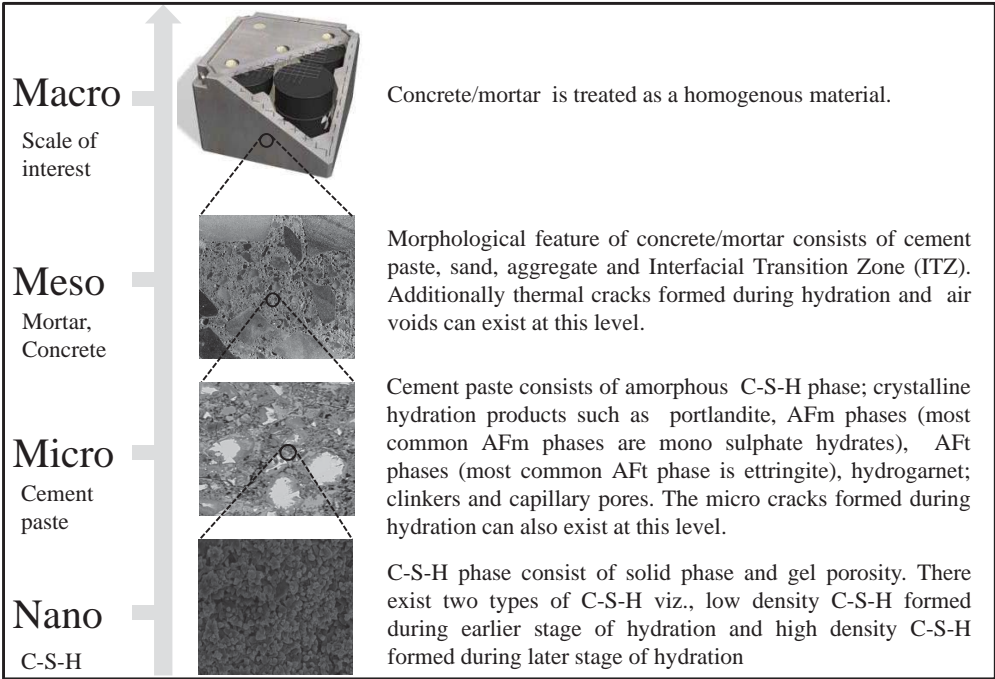 Macro
Scale of
interest
Concrete/mortar is treated as a homogenous material.
Meso
Mortar,
Concrete
Morphological feature of concrete/mortar consists of cement
paste, sand, aggregate and Interfacial Transition Zone (ITZ).
Additionally thermal cracks formed during hydration and air
voids can exist at this level.
Micro
Cement
paste
Cement paste consists of amorphous C-S-H phase; crystalline
hydration products such as portlandite, AFm phases (most
common AFm phases are mono sulphate hydrates), AFt
phases (most common AFt phase is ettringite), hydrogarnet;
clinkers and capillary pores. The micro cracks formed during
hydration can also exist at this level.
Nano
C-S-H
C-S-H phase consist of solid phase and gel porosity. There
exist two types of C-S-H viz., low density C-S-H formed
during earlier stage of hydration and high density C-S-H
formed during later stage of hydration